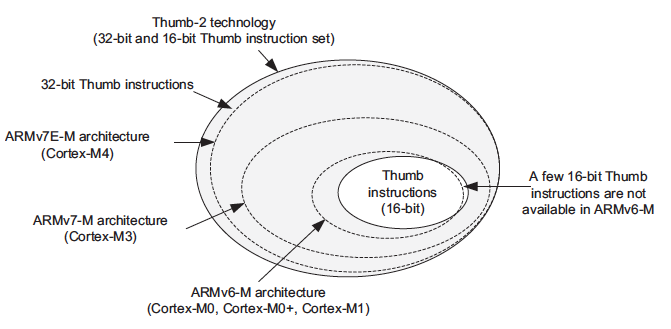 Thumb-2 technology
(32-bit and 16-bit Thumb instruction set)
32-bit Thumb instructions
ARMv7E-M architecture
(Cortex-M4)
Thumb
instructions
(16-bit)
A few 16-bit Thumb
instructions are not
available in ARMv6-M
ARMv7-M architecture
(Cortex-M3)
ARMv6-M architecture
(Cortex-M0, Cortex-M0+, Cortex-M1)